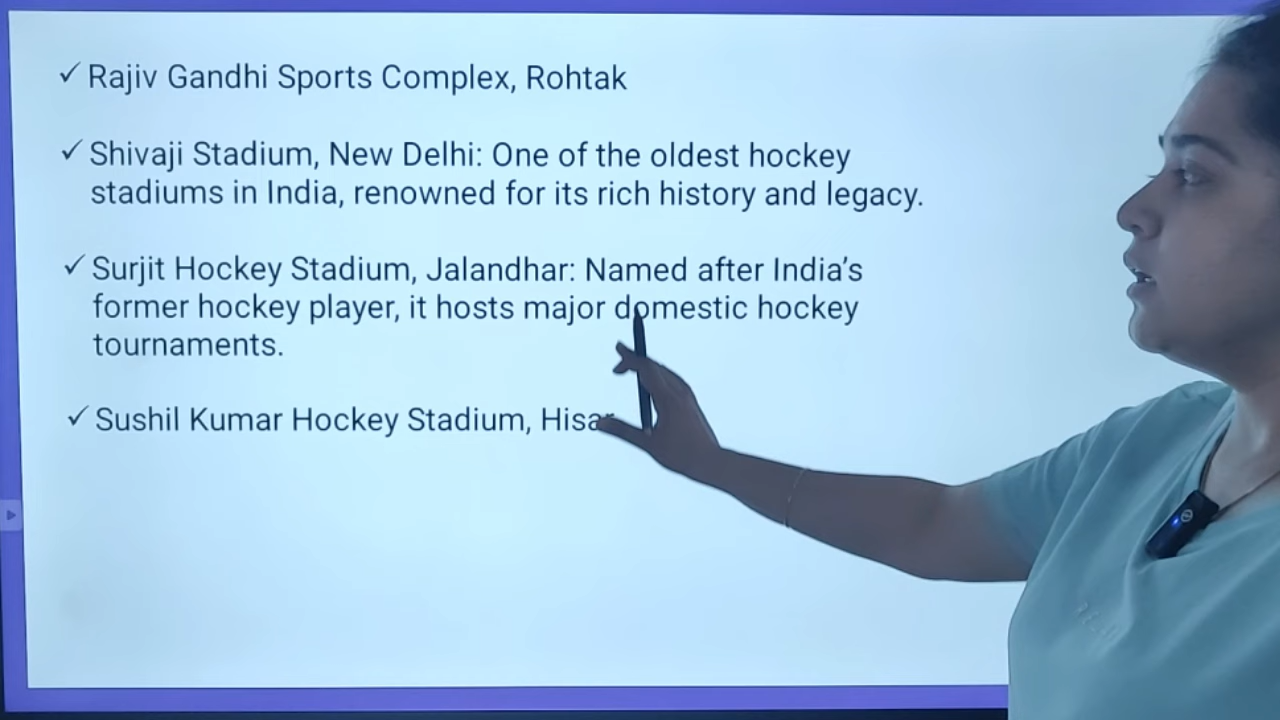 ✓ Rajiv Gandhi Sports Complex, Rohtak
✓ Shivaji Stadium, New Delhi: One of the oldest hockey
stadiums in India, renowned for its rich history and legacy.
✓ Surjit Hockey Stadium, Jalandhar: Named after India's
former hockey player, it hosts major domestic hockey
tournaments.
✓ Sushil Kumar Hockey Stadium, Hisar